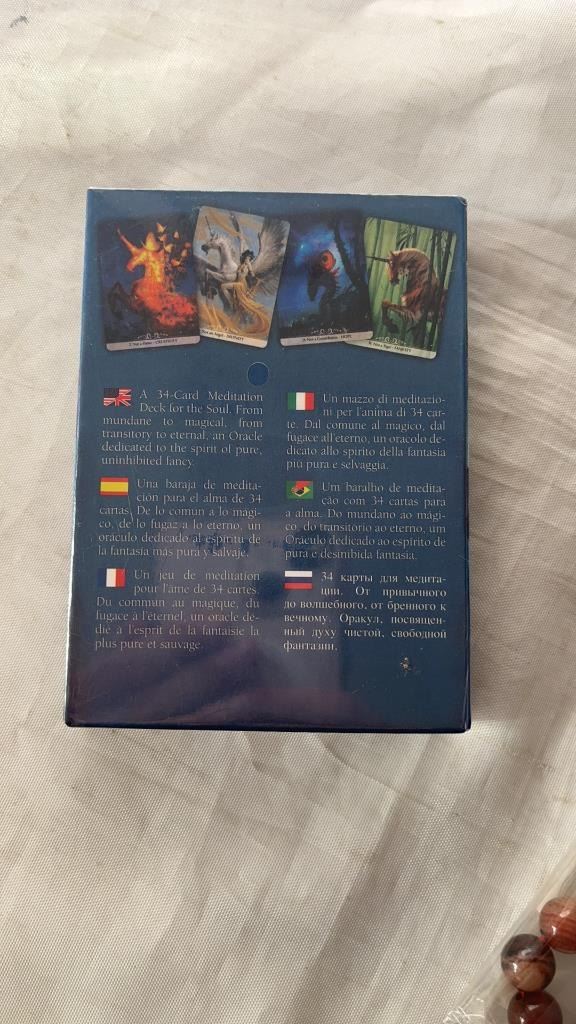 CREATIVITY
A 34-Card Meditation
Deck for the Soul. From
mundane to magical, from
transitory to eternal, an Oracle
dedicated to the spirit of pure,
uninhibited fancy.
Una baraja de medita-
ción para el alma de 34
cartas. De lo común a lo mági-
co, de lo fugaz a lo eterno, un
oráculo dedicado al espíritu de
la fantasía más pura y salvaje.
Un jeu de meditation
pour l'âme de 34 cartes.
Du commun au magique, du
fugace à l'éternel, un oracle de-
die à l'esprit de la fantaisie la
plus pure et sauvage.
Un mazzo di meditazio-
ni per l'anima di 34 car-
te. Dal comune al magico, dal
fugace all'eterno, un oracolo de-
dicato allo spirito della fantasia
più pura e selvaggia.
Um baralho de medita-
ção com 34 cartas para
a alma. Do mundano ao mági-
co, do transitório ao eterno, um
Oráculo dedicado ao espírito de
pura e desinibida fantasia.
34 карты для медита-
ции. От привычного
до волшебного, от бренного к
вечному. Оракул, посвящен-
ный духу чистой, свободной
фантазии.